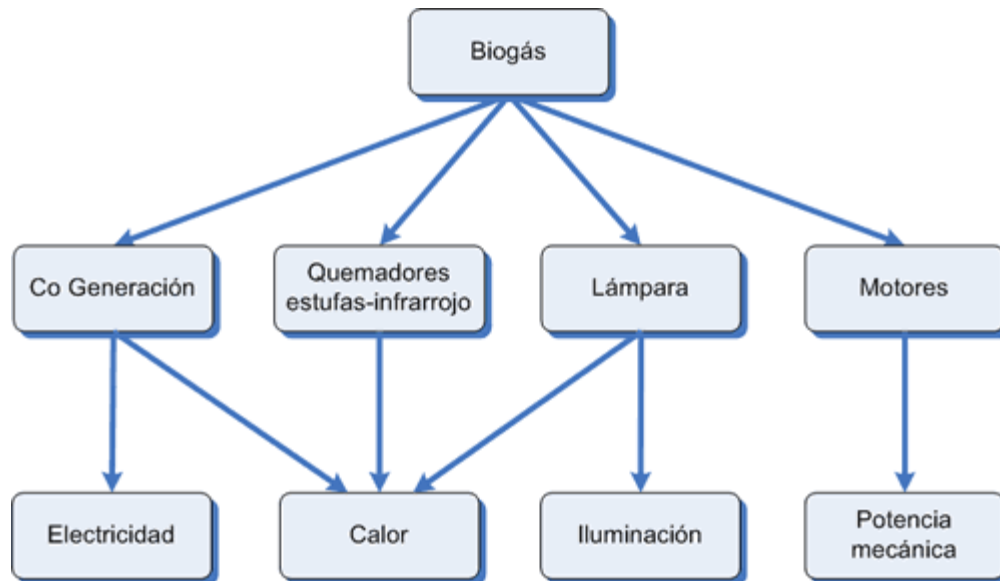 Biogás
Co Generación
Quemadores
estufas-infrarrojo
Lámpara
Motores
Electricidad
Calor
Iluminación
Potencia
mecánica